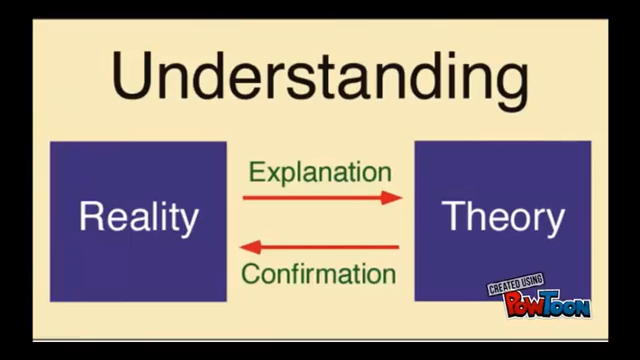 Understanding
Explanation
Reality
Theory
Confirmation
CREATED USING
POWTOON